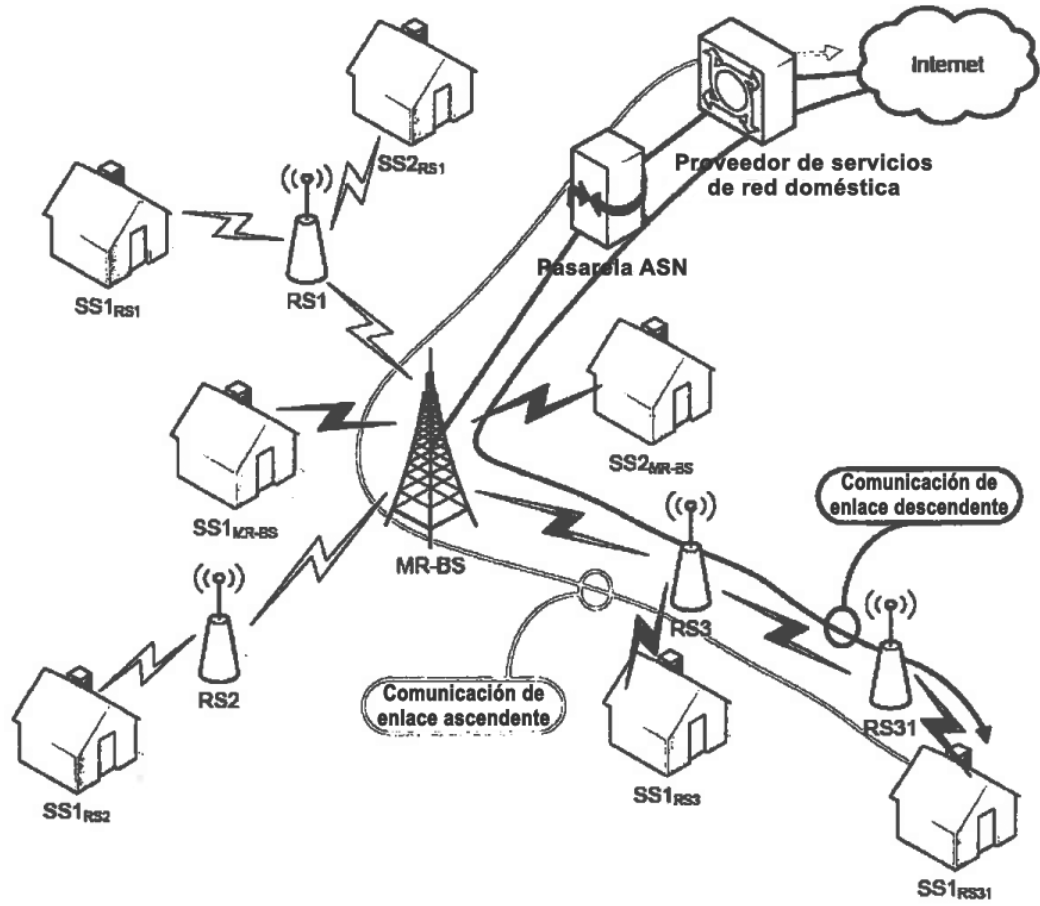 Internet
Proveedor de servicios
de red doméstica
SS2RS1
Pasarela ASN
SS1RS1
RS1
SS2MR-BS
Comunicación de
enlace descendente
SS1MR-BS
MR-BS
RS3
RS2
Comunicación de
enlace ascendente
RS31
SS1RS3
SS1RS2
SS1RS31